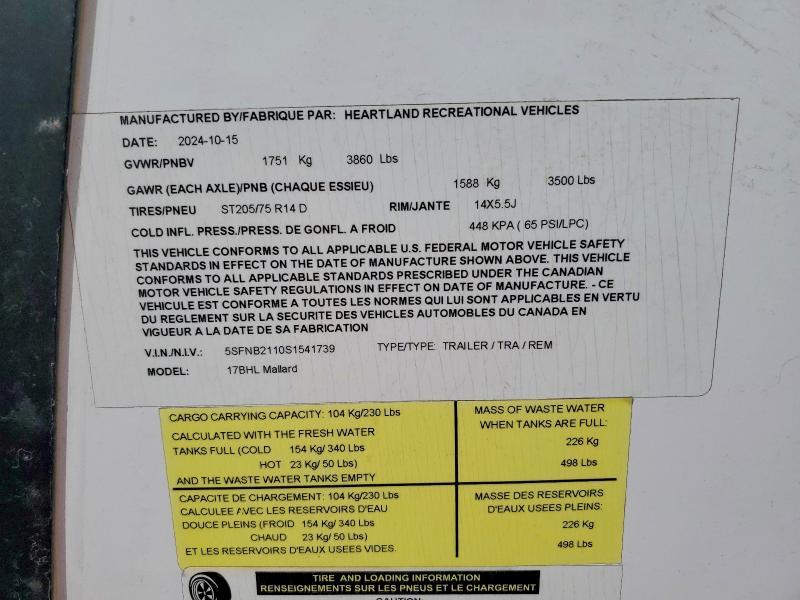 MANUFACTURED BY/FABRIQUE PAR: HEARTLAND RECREATIONAL VEHICLES
DATE: 2024-10-15
GVWR/PNBV 1751 Kg 3860 Lbs
GAWR (EACH AXLE)/PNB (CHAQUE ESSIEU) 1588 Kg 3500 Lbs
TIRES/PNEU ST205/75 R14 D RIM/JANTE 14X5.5J
COLD INFL. PRESS./PRESS. DE GONFL. A FROID 448 KPA ( 65 PSI/LPC)
THIS VEHICLE CONFORMS TO ALL APPLICABLE U.S. FEDERAL MOTOR VEHICLE SAFETY
STANDARDS IN EFFECT ON THE DATE OF MANUFACTURE SHOWN ABOVE. THIS VEHICLE
CONFORMS TO ALL APPLICABLE STANDARDS PRESCRIBED UNDER THE CANADIAN
MOTOR VEHICLE SAFETY REGULATIONS IN EFFECT ON DATE OF MANUFACTURE. - CE
VEHICULE EST CONFORME A TOUTES LES NORMES QUI LUI SONT APPLICABLES EN VERTU
DU REGLEMENT SUR LA SECURITE DES VEHICLES AUTOMOBLES DU CANADA EN
VIGUEUR A LA DATE DE SA FABRICATION
V.I.N./N.I.V.: 5SFNB2110S1541739 TYPE/TYPE: TRAILER / TRA / REM
MODEL: 17BHL Mallard
CARGO CARRYING CAPACITY: 104 Kg/230 Lbs
CALCULATED WITH THE FRESH WATER
TANKS FULL (COLD 154 Kg/ 340 Lbs
HOT 23 Kg/ 50 Lbs)
AND THE WASTE WATER TANKS EMPTY
MASS OF WASTE WATER
WHEN TANKS ARE FULL:
226 Kg
498 Lbs
CAPACITE DE CHARGEMENT: 104 Kg/230 Lbs
CALCULEE AVEC LES RESERVOIRS D'EAU
DOUCE PLEINS (FROID 154 Kg/ 340 Lbs
CHAUD 23 Kg/ 50 Lbs)
ET LES RESERVOIRS D'EAUX USEES VIDES.
MASSE DES RESERVOIRS
D'EAUX USEES PLEINS:
226 Kg
498 Lbs
TIRE AND LOADING INFORMATION
RENSEIGNEMENTS SUR LES PNEUS ET LE CHARGEMENT